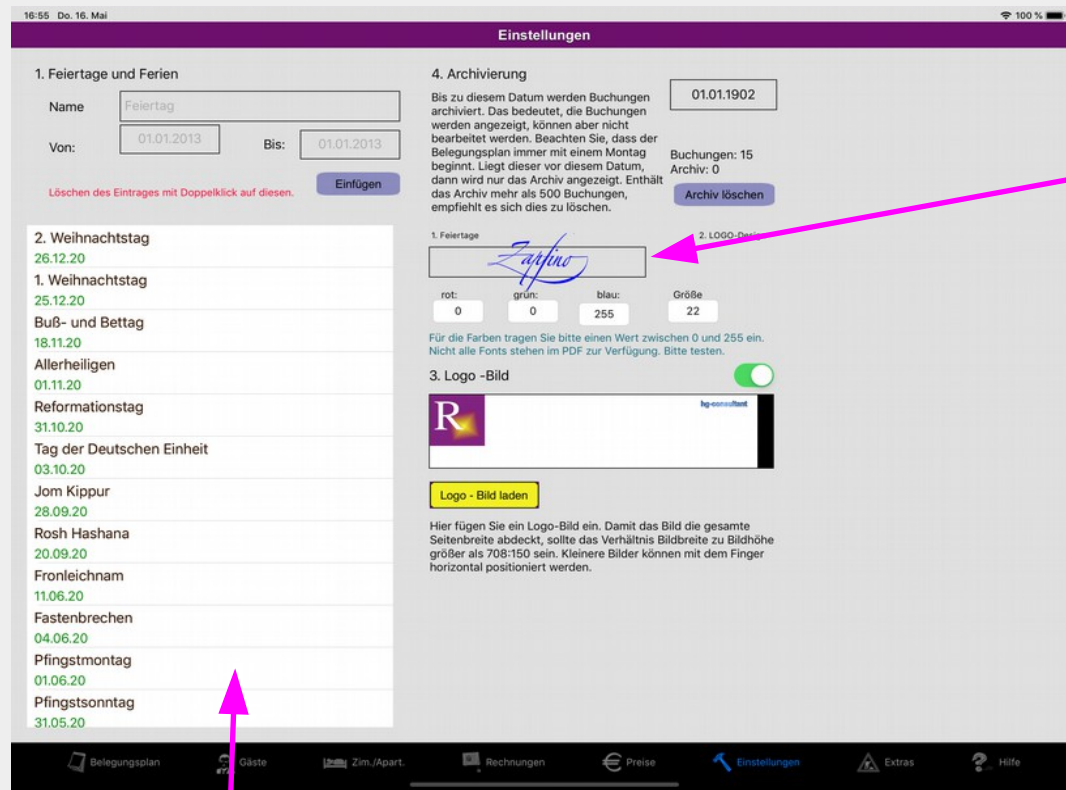 16:55 Do. 16. Mai
100 %
Einstellungen
1. Feiertage und Ferien
Name
Feiertag
Von:
01.01.2013
Bis:
01.01.2013
Löschen des Eintrages mit Doppelklick auf diesen.
Einfügen
2. Weihnachtstag
26.12.20
1. Weihnachtstag
25.12.20
Buß- und Bettag
18.11.20
Allerheiligen
01.11.20
Reformationstag
31.10.20
Tag der Deutschen Einheit
03.10.20
Jom Kippur
28.09.20
Rosh Hashana
20.09.20
Fronleichnam
11.06.20
Fastenbrechen
04.06.20
Pfingstmontag
01.06.20
Pfingstsonntag
31.05.20
4. Archivierung
Bis zu diesem Datum werden Buchungen
archiviert. Das bedeutet, die Buchungen
werden angezeigt, können aber nicht
bearbeitet werden. Beachten Sie, dass der
Belegungsplan immer mit einem Montag
beginnt. Liegt dieser vor diesem Datum,
dann wird nur das Archiv angezeigt. Enthält
das Archiv mehr als 500 Buchungen,
empfiehlt es sich dies zu löschen.
01.01.1902
Buchungen: 15
Archiv: 0
Archiv löschen
1. Feiertage
2. LOGO-Design
Zapfino
rot:
grün:
blau:
Größe
0
0
255
22
Für die Farben tragen Sie bitte einen Wert zwischen 0 und 255 ein.
Nicht alle Fonts stehen im PDF zur Verfügung. Bitte testen.
3. Logo -Bild
R
hg-consultant
Logo - Bild laden
Hier fügen Sie ein Logo-Bild ein. Damit das Bild die gesamte
Seitenbreite abdeckt, sollte das Verhältnis Bildbreite zu Bildhöhe
größer als 708:150 sein. Kleinere Bilder können mit dem Finger
horizontal positioniert werden.
Belegungsplan
Gäste
Zim./Apart.
Rechnungen
Preise
Einstellungen
Extras
Hilfe